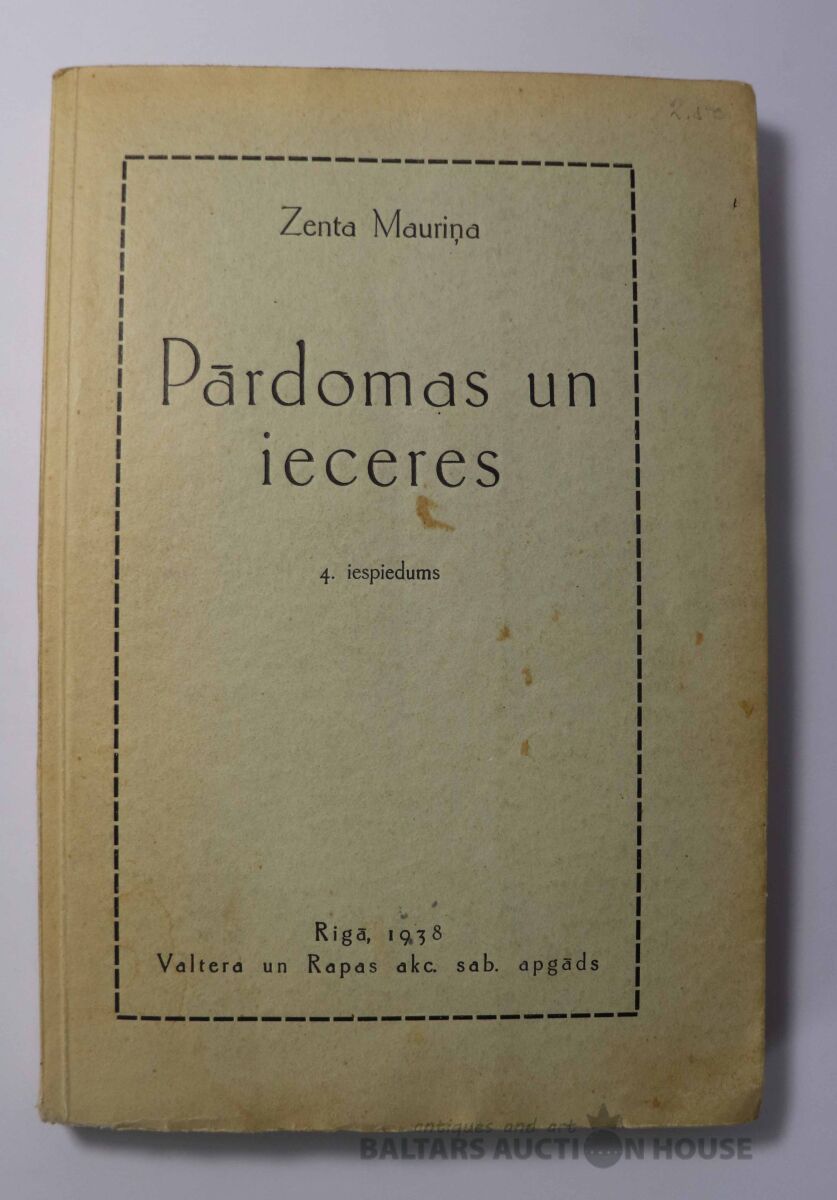 Zenta Mauriņa
Pārdomas un
ieceres
4. iespiedums
Rigā, 1938
Valtera un Rapas akc. sab. apgāds
antiques and art
BALTARS AUCTION HOUSE